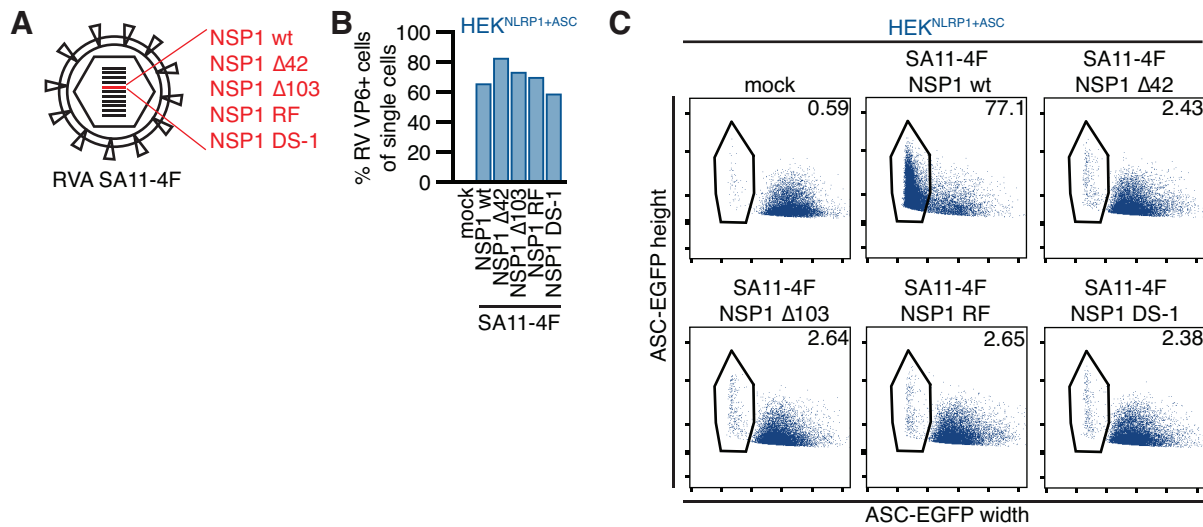 A
NSP1 wt
NSP1 Δ42
NSP1 Δ103
NSP1 RF
NSP1 DS-1
RVA SA11-4F
B
HEK^NLRP1+ASC
% RV VP6+ cells
of single cells
100
80
60
40
20
0
mock
NSP1 wt
NSP1 Δ42
NSP1 Δ103
NSP1 RF
NSP1 DS-1
SA11-4F
C
HEK^NLRP1+ASC
ASC-EGFP height
mock
0.59
SA11-4F
NSP1 wt
77.1
SA11-4F
NSP1 Δ42
2.43
SA11-4F
NSP1 Δ103
2.64
SA11-4F
NSP1 RF
2.65
SA11-4F
NSP1 DS-1
2.38
ASC-EGFP width